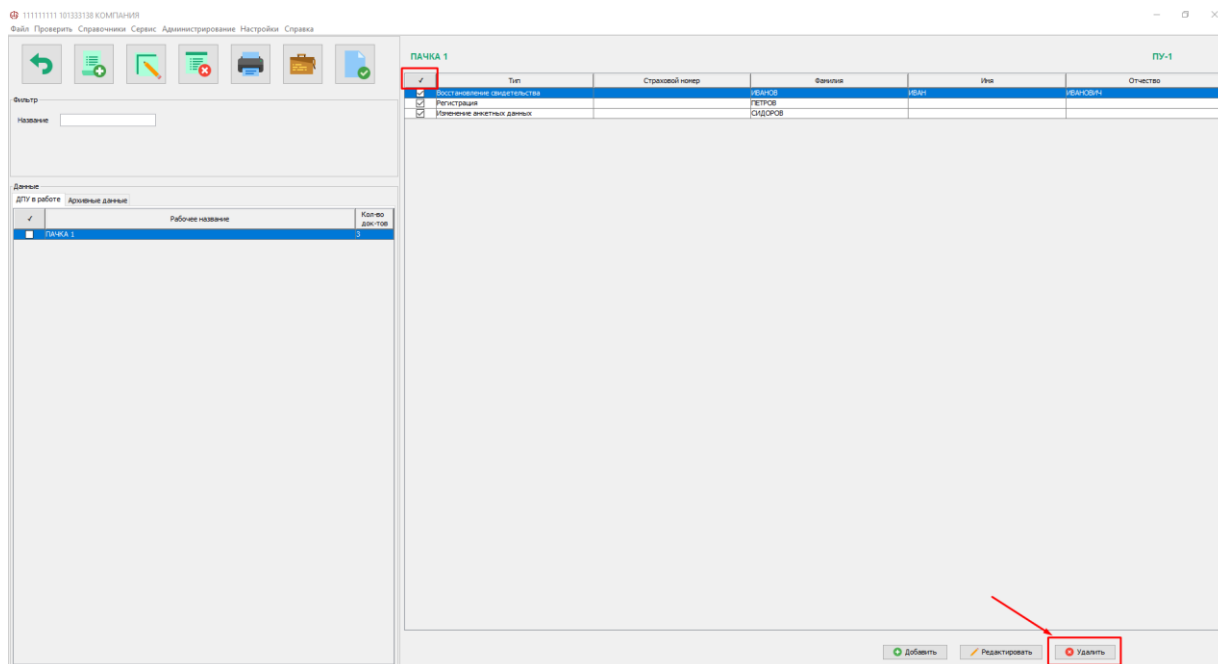 111111111 101333138 КОМПАНИЯ
Файл Проверить Справочники Сервис Администрирование Настройки Справка
ПАЧКА 1 ПУ-1
✓ Тип Страховой номер Фамилия Имя Отчество
Восстановление свидетельства ИВАНОВ ИВАН ИВАНОВИЧ
Регистрация ПЕТРОВ
Изменение анкетных данных СИДОРОВ
Фильтр
Название
Данные
ДПУ в работе Архивные данные
✓ Рабочее название Кол-во
док-тов
ПАЧКА 1 3
Добавить Редактировать Удалить